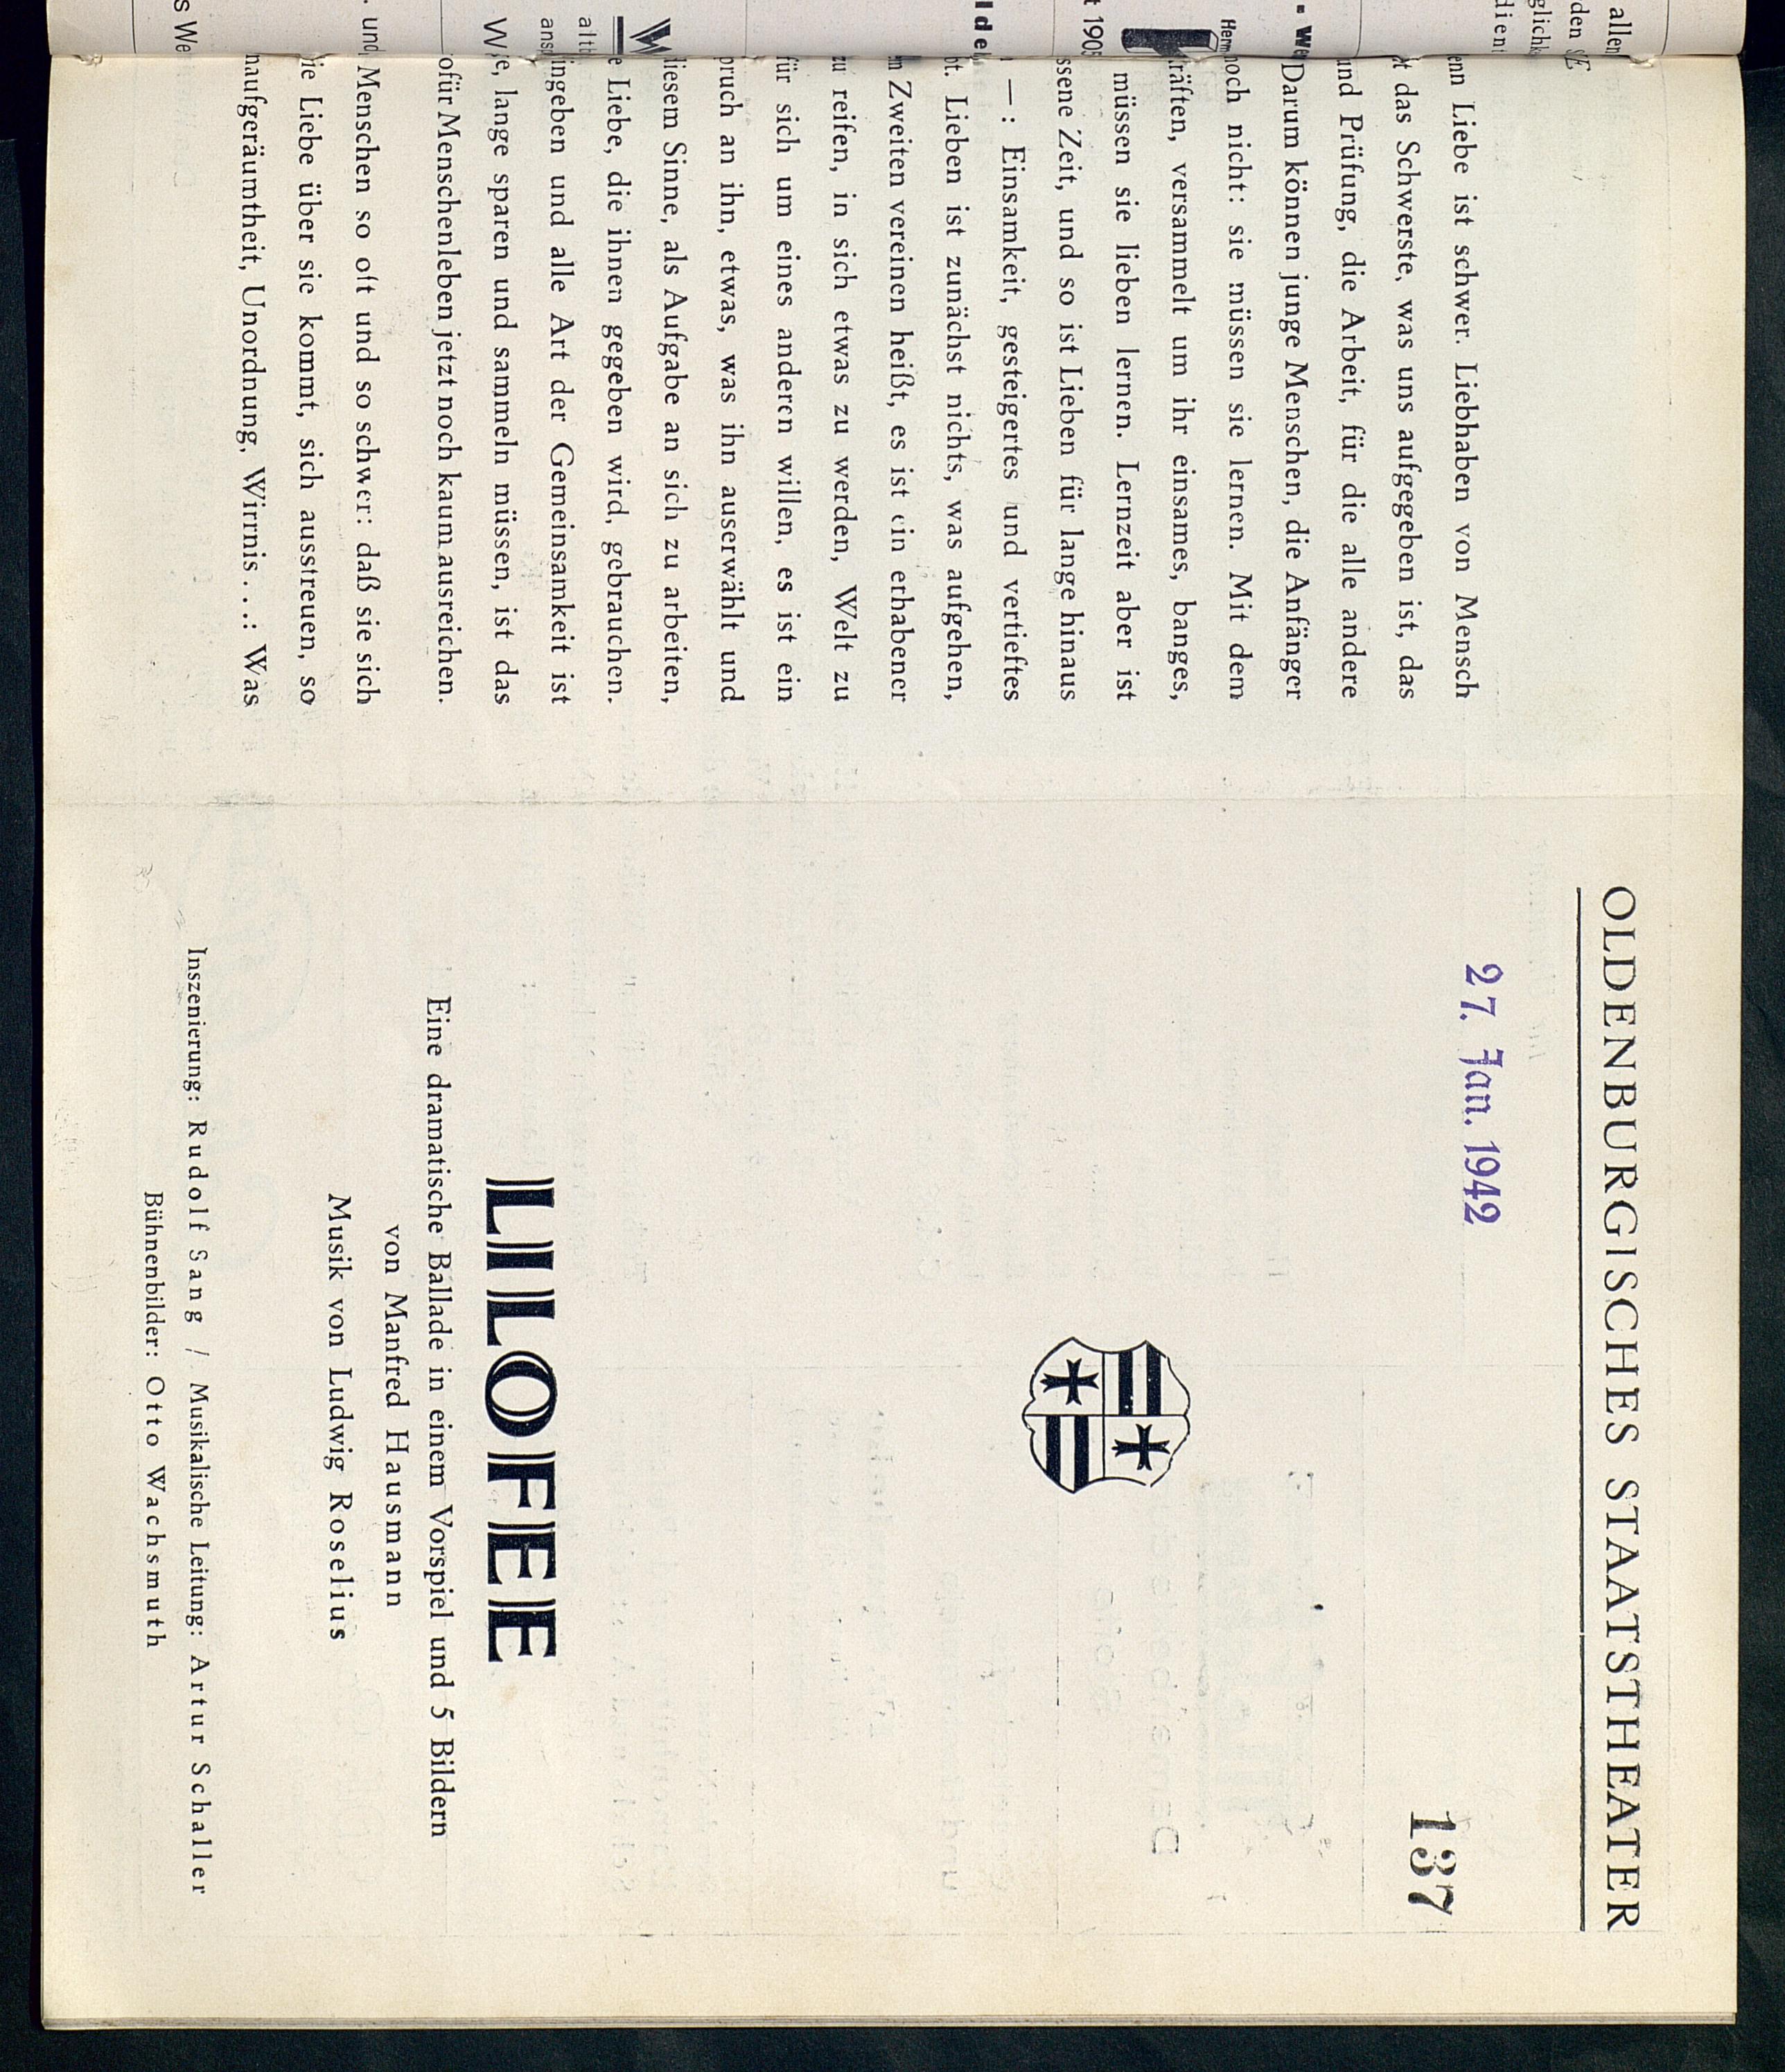 enn Liebe ist schwer. Liebhaben von Mensch
das Schwerste, was uns aufgegeben ist, das
und Prüfung, die Arbeit, für die alle andere
Darum können junge Menschen, die Anfänger
noch nicht: sie müssen sie lernen. Mit dem
räften, versammelt um ihr einsames, banges,
müssen sie lieben lernen. Lernzeit aber ist
ssene Zeit, und so ist Lieben für lange hinaus
—: Einsamkeit, gesteigertes und vertieftes
Lieben ist zunächst nichts, was aufgehen,
Zweiten vereinen heißt, es ist ein erhabener
zu reifen, in sich etwas zu werden, Welt zu
für sich um eines anderen willen, es ist ein
pruch an ihn, etwas, was ihn auserwählt und
diesem Sinne, als Aufgabe an sich zu arbeiten,
Liebe, die ihnen gegeben wird, gebrauchen.
ingeben und alle Art der Gemeinsamkeit ist
lange sparen und sammeln müssen, ist das
ofür Menschenleben jetzt noch kaum ausreichen.
Menschen so oft und so schwer: daß sie sich
die Liebe über sie kommt, sich ausstreuen, so
naufgeräumtheit, Unordnung, Wirrnis....: Was
OLDENBURGISCHES STAATSTHEATER
27. Jan. 1942
137
LILOFEE
Eine dramatische Ballade in einem Vorspiel und 5 Bildern
von Manfred Hausmann
Musik von Ludwig Roselius
Inszenierung: Rudolf Sang / Musikalische Leitung: Artur Schaller
Bühnenbilder: Otto Wachsmuth